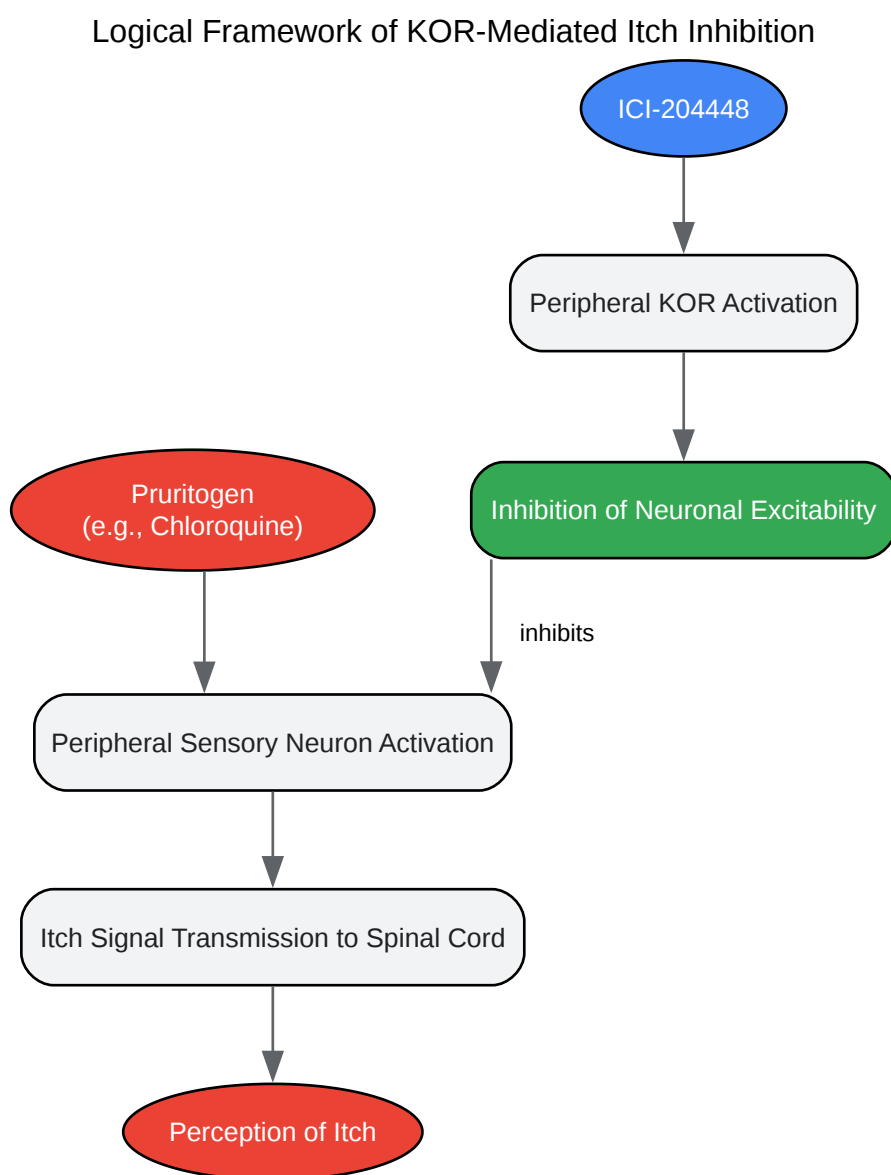 Logical Framework of KOR-Mediated Itch Inhibition
ICI-204448
Peripheral KOR Activation
Pruritogen
(e.g., Chloroquine)
Inhibition of Neuronal Excitability
inhibits
Peripheral Sensory Neuron Activation
Itch Signal Transmission to Spinal Cord
Perception of Itch